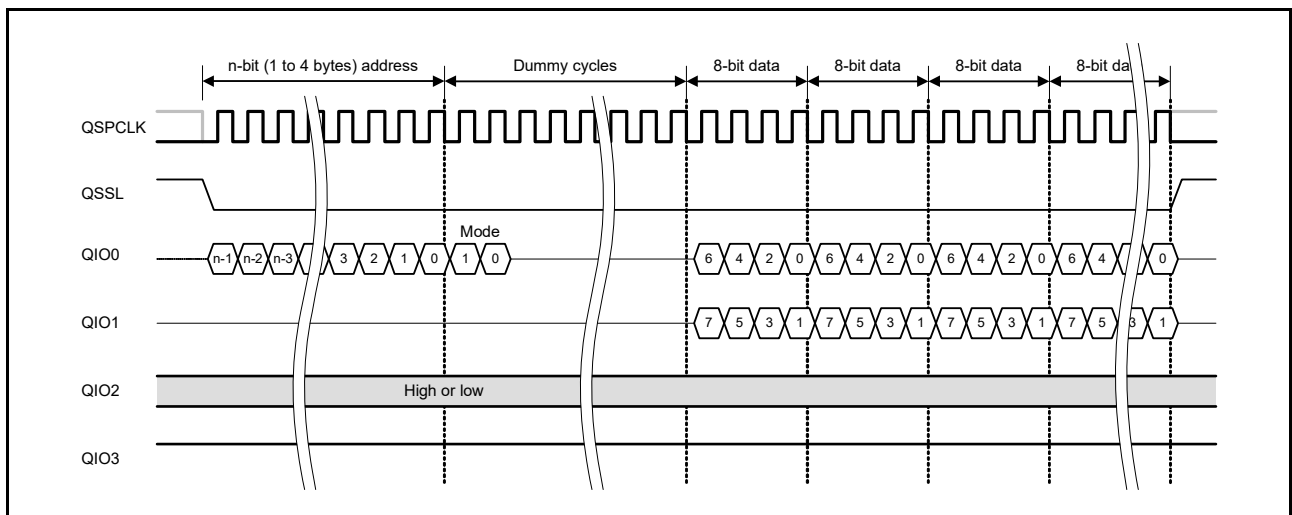 n-bit (1 to 4 bytes) address Dummy cycles 8-bit data 8-bit data 8-bit data 8-bit da
QSPCLK
QSSL
Mode
QIO0 n-1 n-2 n-3 3 2 1 0 1 0 6 4 2 0 6 4 2 0 6 4 2 0 6 4 0
QIO1 7 5 3 1 7 5 3 1 7 5 3 1 7 5 3 1
QIO2 High or low
QIO3